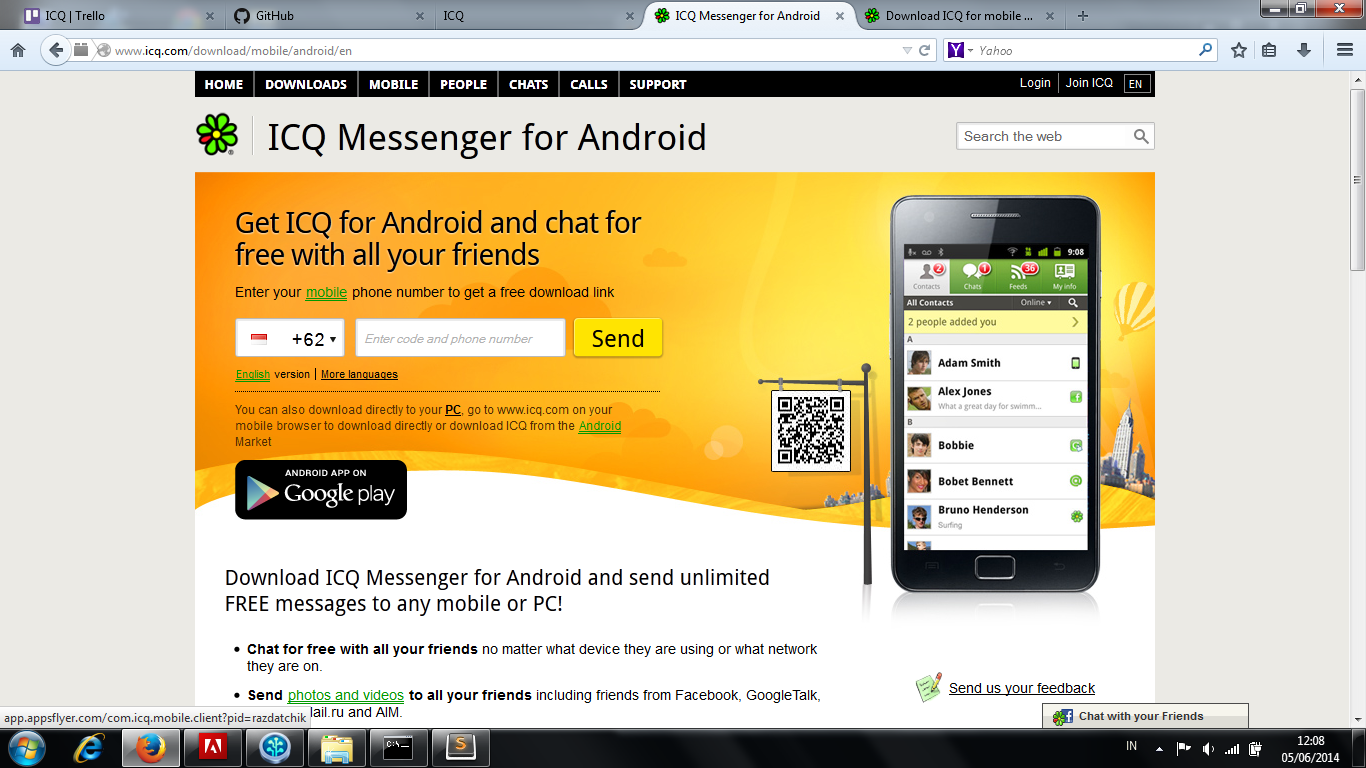 ICQ | Trello
GitHub
ICQ
ICQ Messenger for Android
Download ICQ for mobile ...
www.icq.com/download/mobile/android/en
Yahoo
HOME
DOWNLOADS
MOBILE
PEOPLE
CHATS
CALLS
SUPPORT
Login
Join ICQ
EN
ICQ Messenger for Android
Search the web
Get ICQ for Android and chat for
free with all your friends
Enter your mobile phone number to get a free download link
+62
Enter code and phone number
Send
English version | More languages
You can also download directly to your PC, go to www.icq.com on your
mobile browser to download directly or download ICQ from the Android
Market
ANDROID APP ON
Google play
9:08
2
1
36
Contacts
Chats
Feeds
My info
All Contacts
Online
2 people added you
A
Adam Smith
Alex Jones
What a great day for swimm...
B
Bobbie
Bobet Bennett
Bruno Henderson
Surfing
Download ICQ Messenger for Android and send unlimited
FREE messages to any mobile or PC!
• Chat for free with all your friends no matter what device they are using or what network
they are on.
• Send photos and videos to all your friends including friends from Facebook, GoogleTalk,
ail.ru and AIM.
Send us your feedback
Chat with your Friends
app.appsflyer.com/com.icq.mobile.client?pid=razdatchik
IN
12:08
05/06/2014